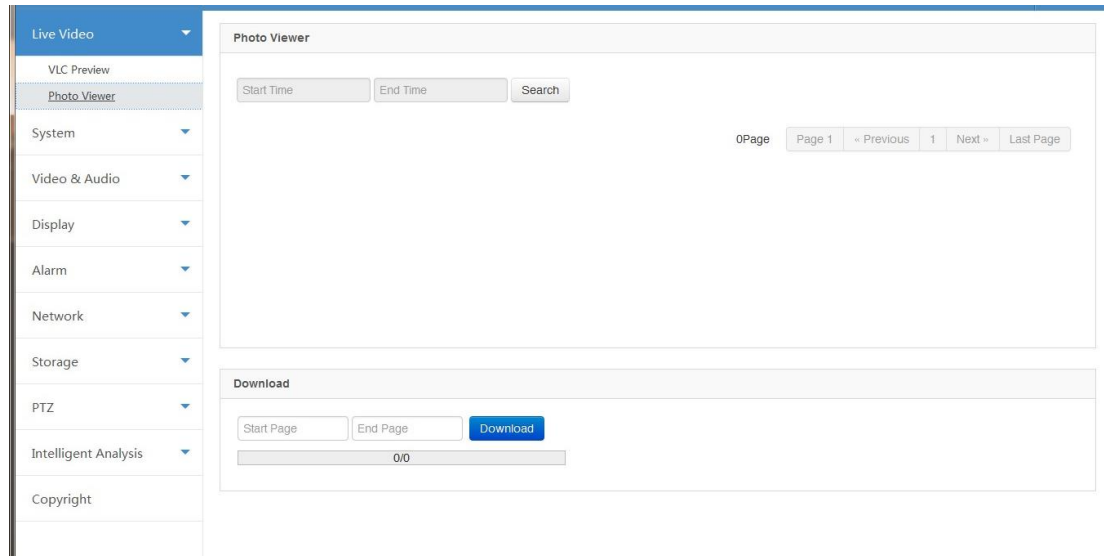 Live Video
VLC Preview
Photo Viewer
System
Video & Audio
Display
Alarm
Network
Storage
PTZ
Intelligent Analysis
Copyright
Photo Viewer
Start Time End Time Search
0Page Page 1 « Previous 1 Next » Last Page
Download
Start Page End Page Download
0/0